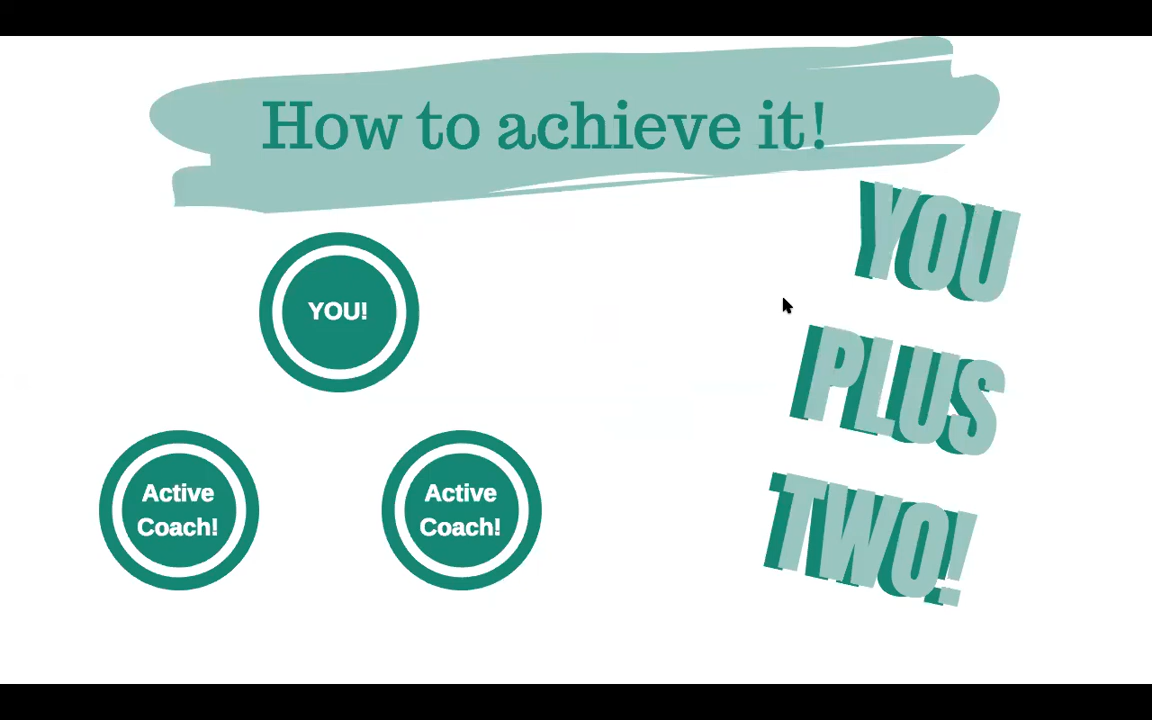 How to achieve it!
YOU!
Active
Coach!
Active
Coach!
YOU
PLUS
TWO!